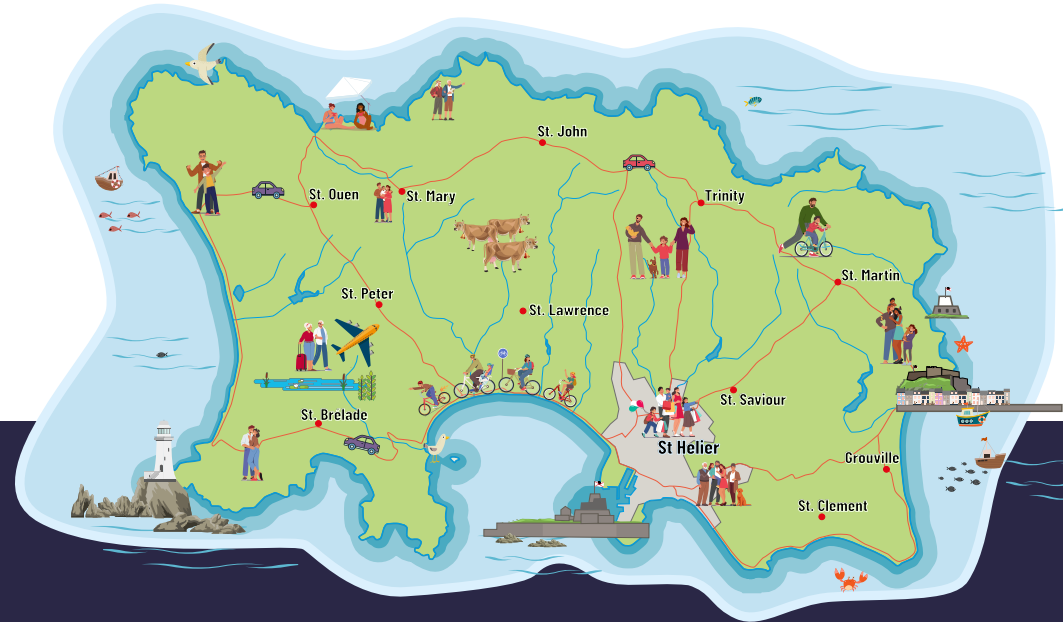 St. John
St. Ouen
St. Mary
Trinity
St. Martin
St. Peter
St. Lawrence
St. Saviour
St. Brelade
St Helier
Grouville
St. Clement